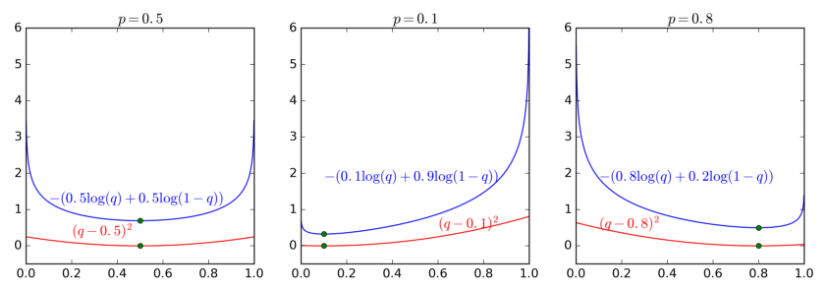 p = 0.5
6
5
4
3
2
1
0
0.0 0.2 0.4 0.6 0.8 1.0
−(0.5log(q) + 0.5log(1 − q))
(q − 0.5)²
p = 0.1
6
5
4
3
2
1
0
0.0 0.2 0.4 0.6 0.8 1.0
−(0.1log(q) + 0.9log(1 − q))
(q − 0.1)²
p = 0.8
6
5
4
3
2
1
0
0.0 0.2 0.4 0.6 0.8 1.0
−(0.8log(q) + 0.2log(1 − q))
(q − 0.8)²